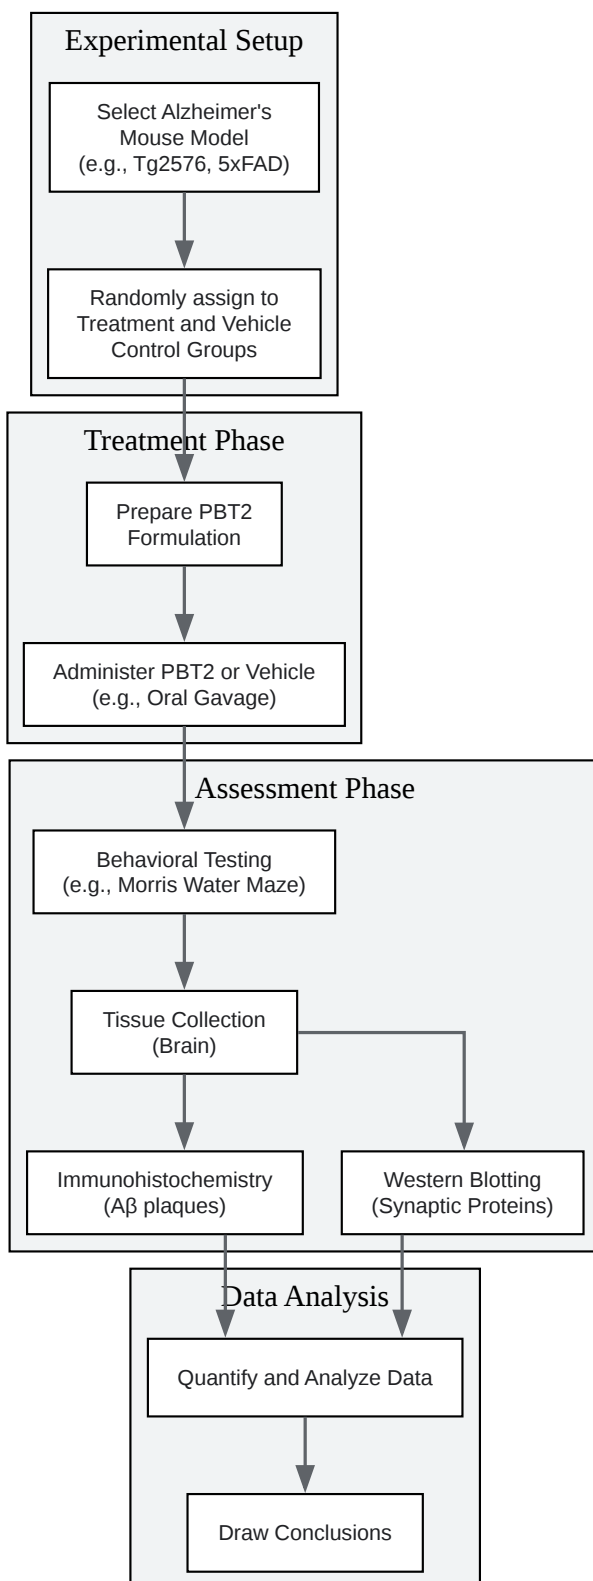 Experimental Setup
Select Alzheimer's
Mouse Model
(e.g., Tg2576, 5xFAD)
Randomly assign to
Treatment and Vehicle
Control Groups
Treatment Phase
Prepare PBT2
Formulation
Administer PBT2 or Vehicle
(e.g., Oral Gavage)
Assessment Phase
Behavioral Testing
(e.g., Morris Water Maze)
Tissue Collection
(Brain)
Immunohistochemistry
(Aβ plaques)
Western Blotting
(Synaptic Proteins)
Data Analysis
Quantify and Analyze Data
Draw Conclusions